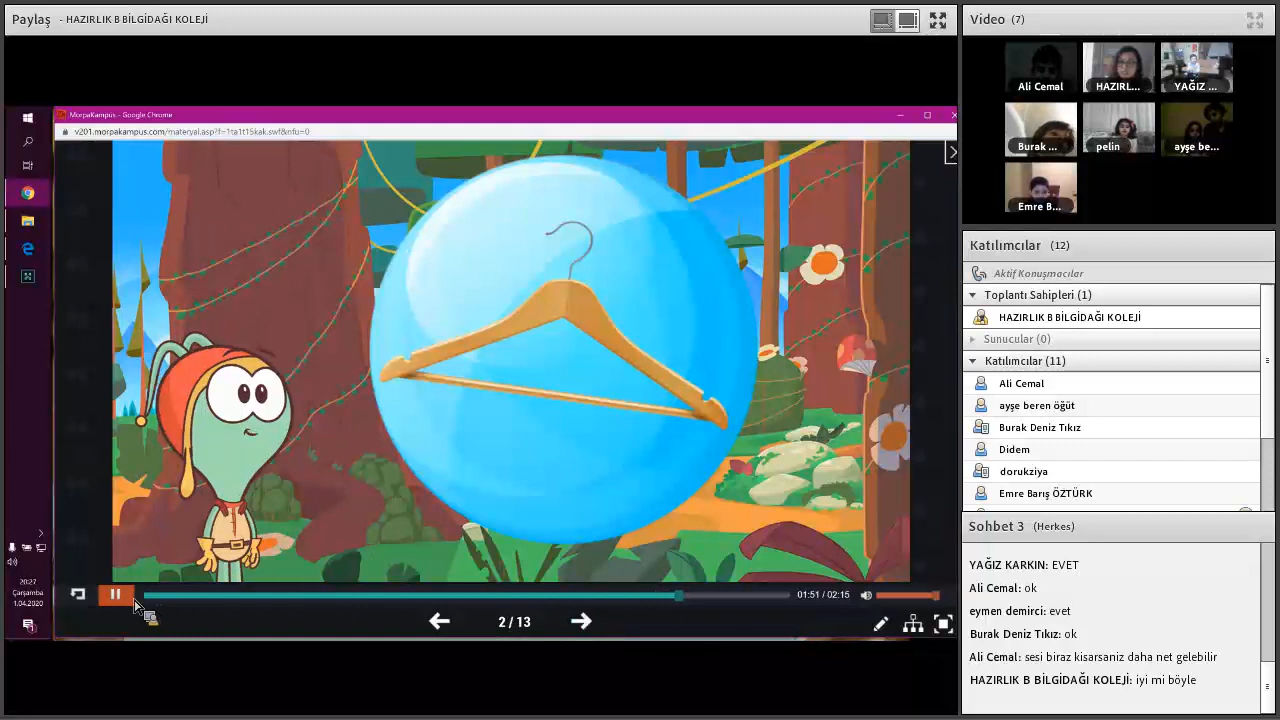 Paylaş - HAZIRLIK B BİLGİDAĞI KOLEJİ
MorpaKampus - Google Chrome
v201.morpakampus.com/materyal.asp?f=1ta1t15kak.swf&nfu=0
20:27
Çarşamba
1.04.2020
01:51 / 02:15
2 / 13
Video (7)
Ali Cemal
HAZIRL...
YAĞIZ ...
Burak ...
pelin
ayşe be...
Emre B...
Katılımcılar (12)
Aktif Konuşmacılar
Toplantı Sahipleri (1)
HAZIRLIK B BİLGİDAĞI KOLEJİ
Sunucular (0)
Katılımcılar (11)
Ali Cemal
ayşe beren öğüt
Burak Deniz Tıkız
Didem
dorukziya
Emre Barış ÖZTÜRK
Sohbet 3 (Herkes)
YAĞIZ KARKIN: EVET
Ali Cemal: ok
eymen demirci: evet
Burak Deniz Tıkız: ok
Ali Cemal: sesi biraz kısarsaniz daha net gelebilir
HAZIRLIK B BİLGİDAĞI KOLEJİ: iyi mi böyle